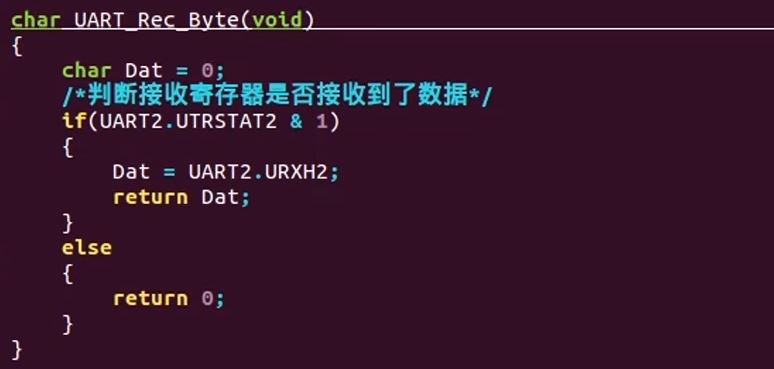 char UART_Rec_Byte(void)
{
    char Dat = 0;
    /*判断接收寄存器是否接收到了数据*/
    if(UART2.UTRSTAT2 & 1)
    {
        Dat = UART2.URXH2;
        return Dat;
    }
    else
    {
        return 0;
    }
}